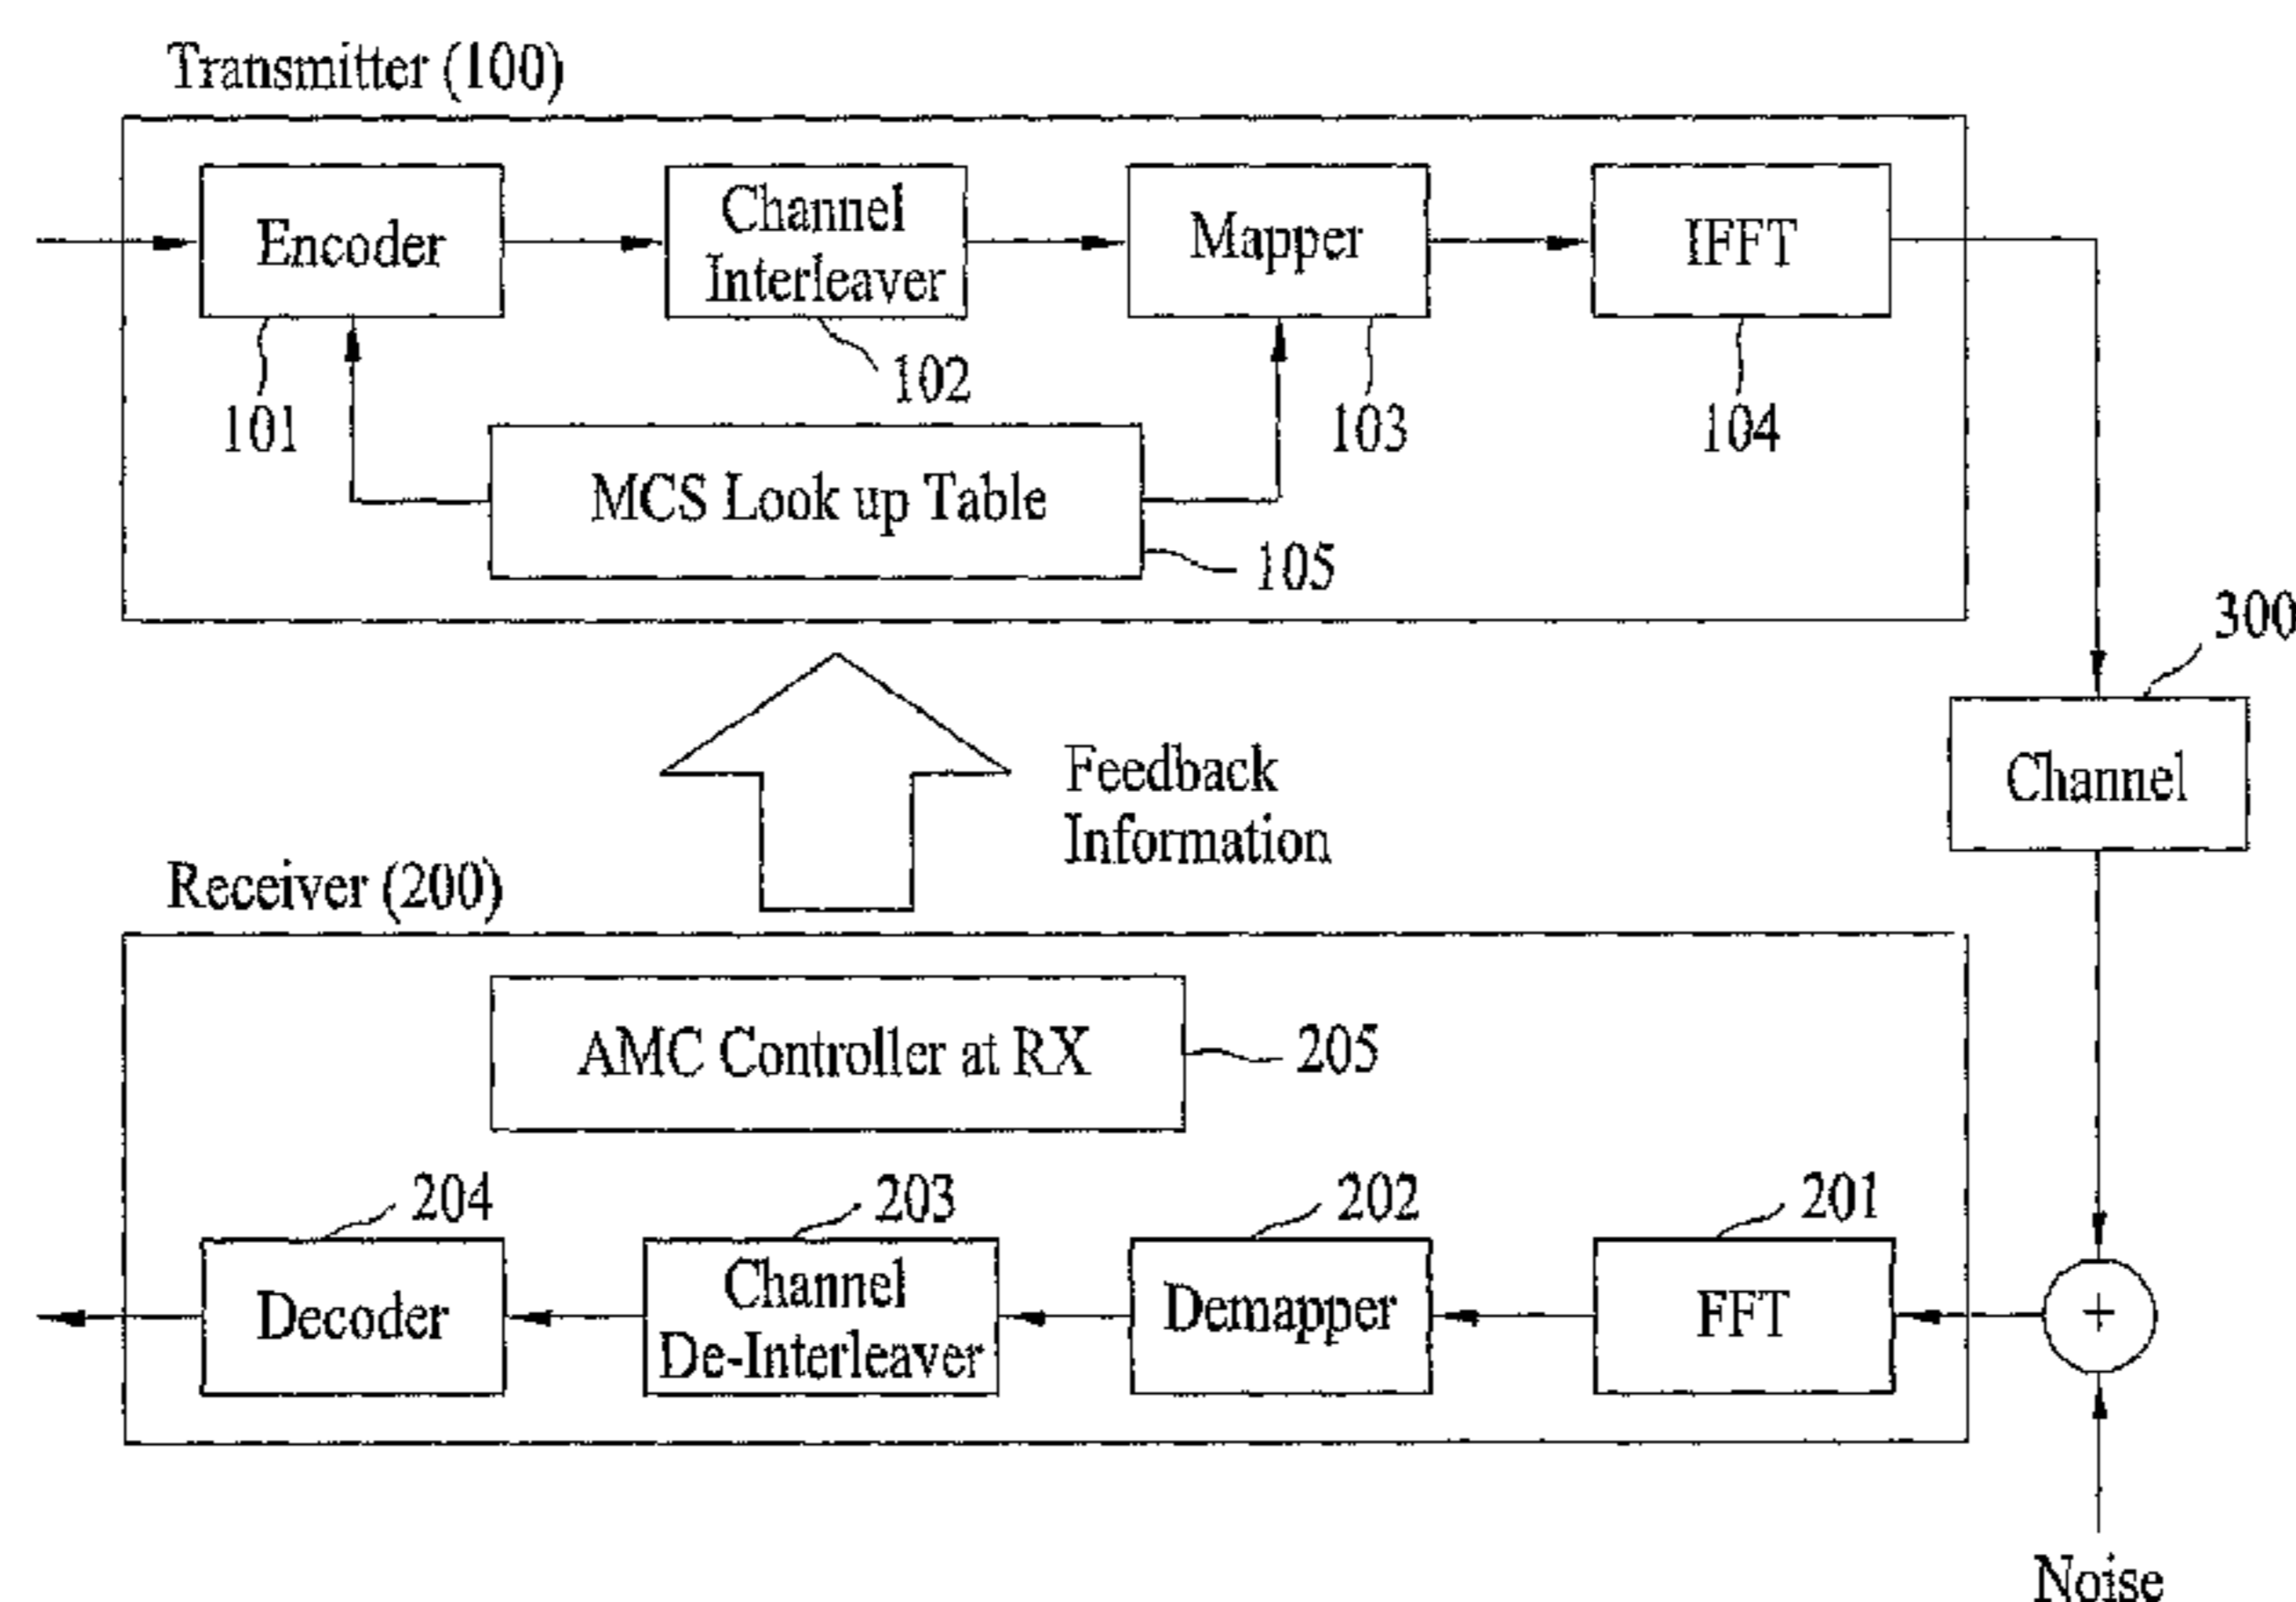 Transmitter (100)
Encoder
Channel
Interleaver
Mapper
IFFT
101
102
103
104
MCS Look up Table
105
300
Channel
Feedback
Information
Receiver (200)
AMC Controller at RX
205
204
203
202
201
Decoder
Channel
De-Interleaver
Demapper
FFT
+
Noise